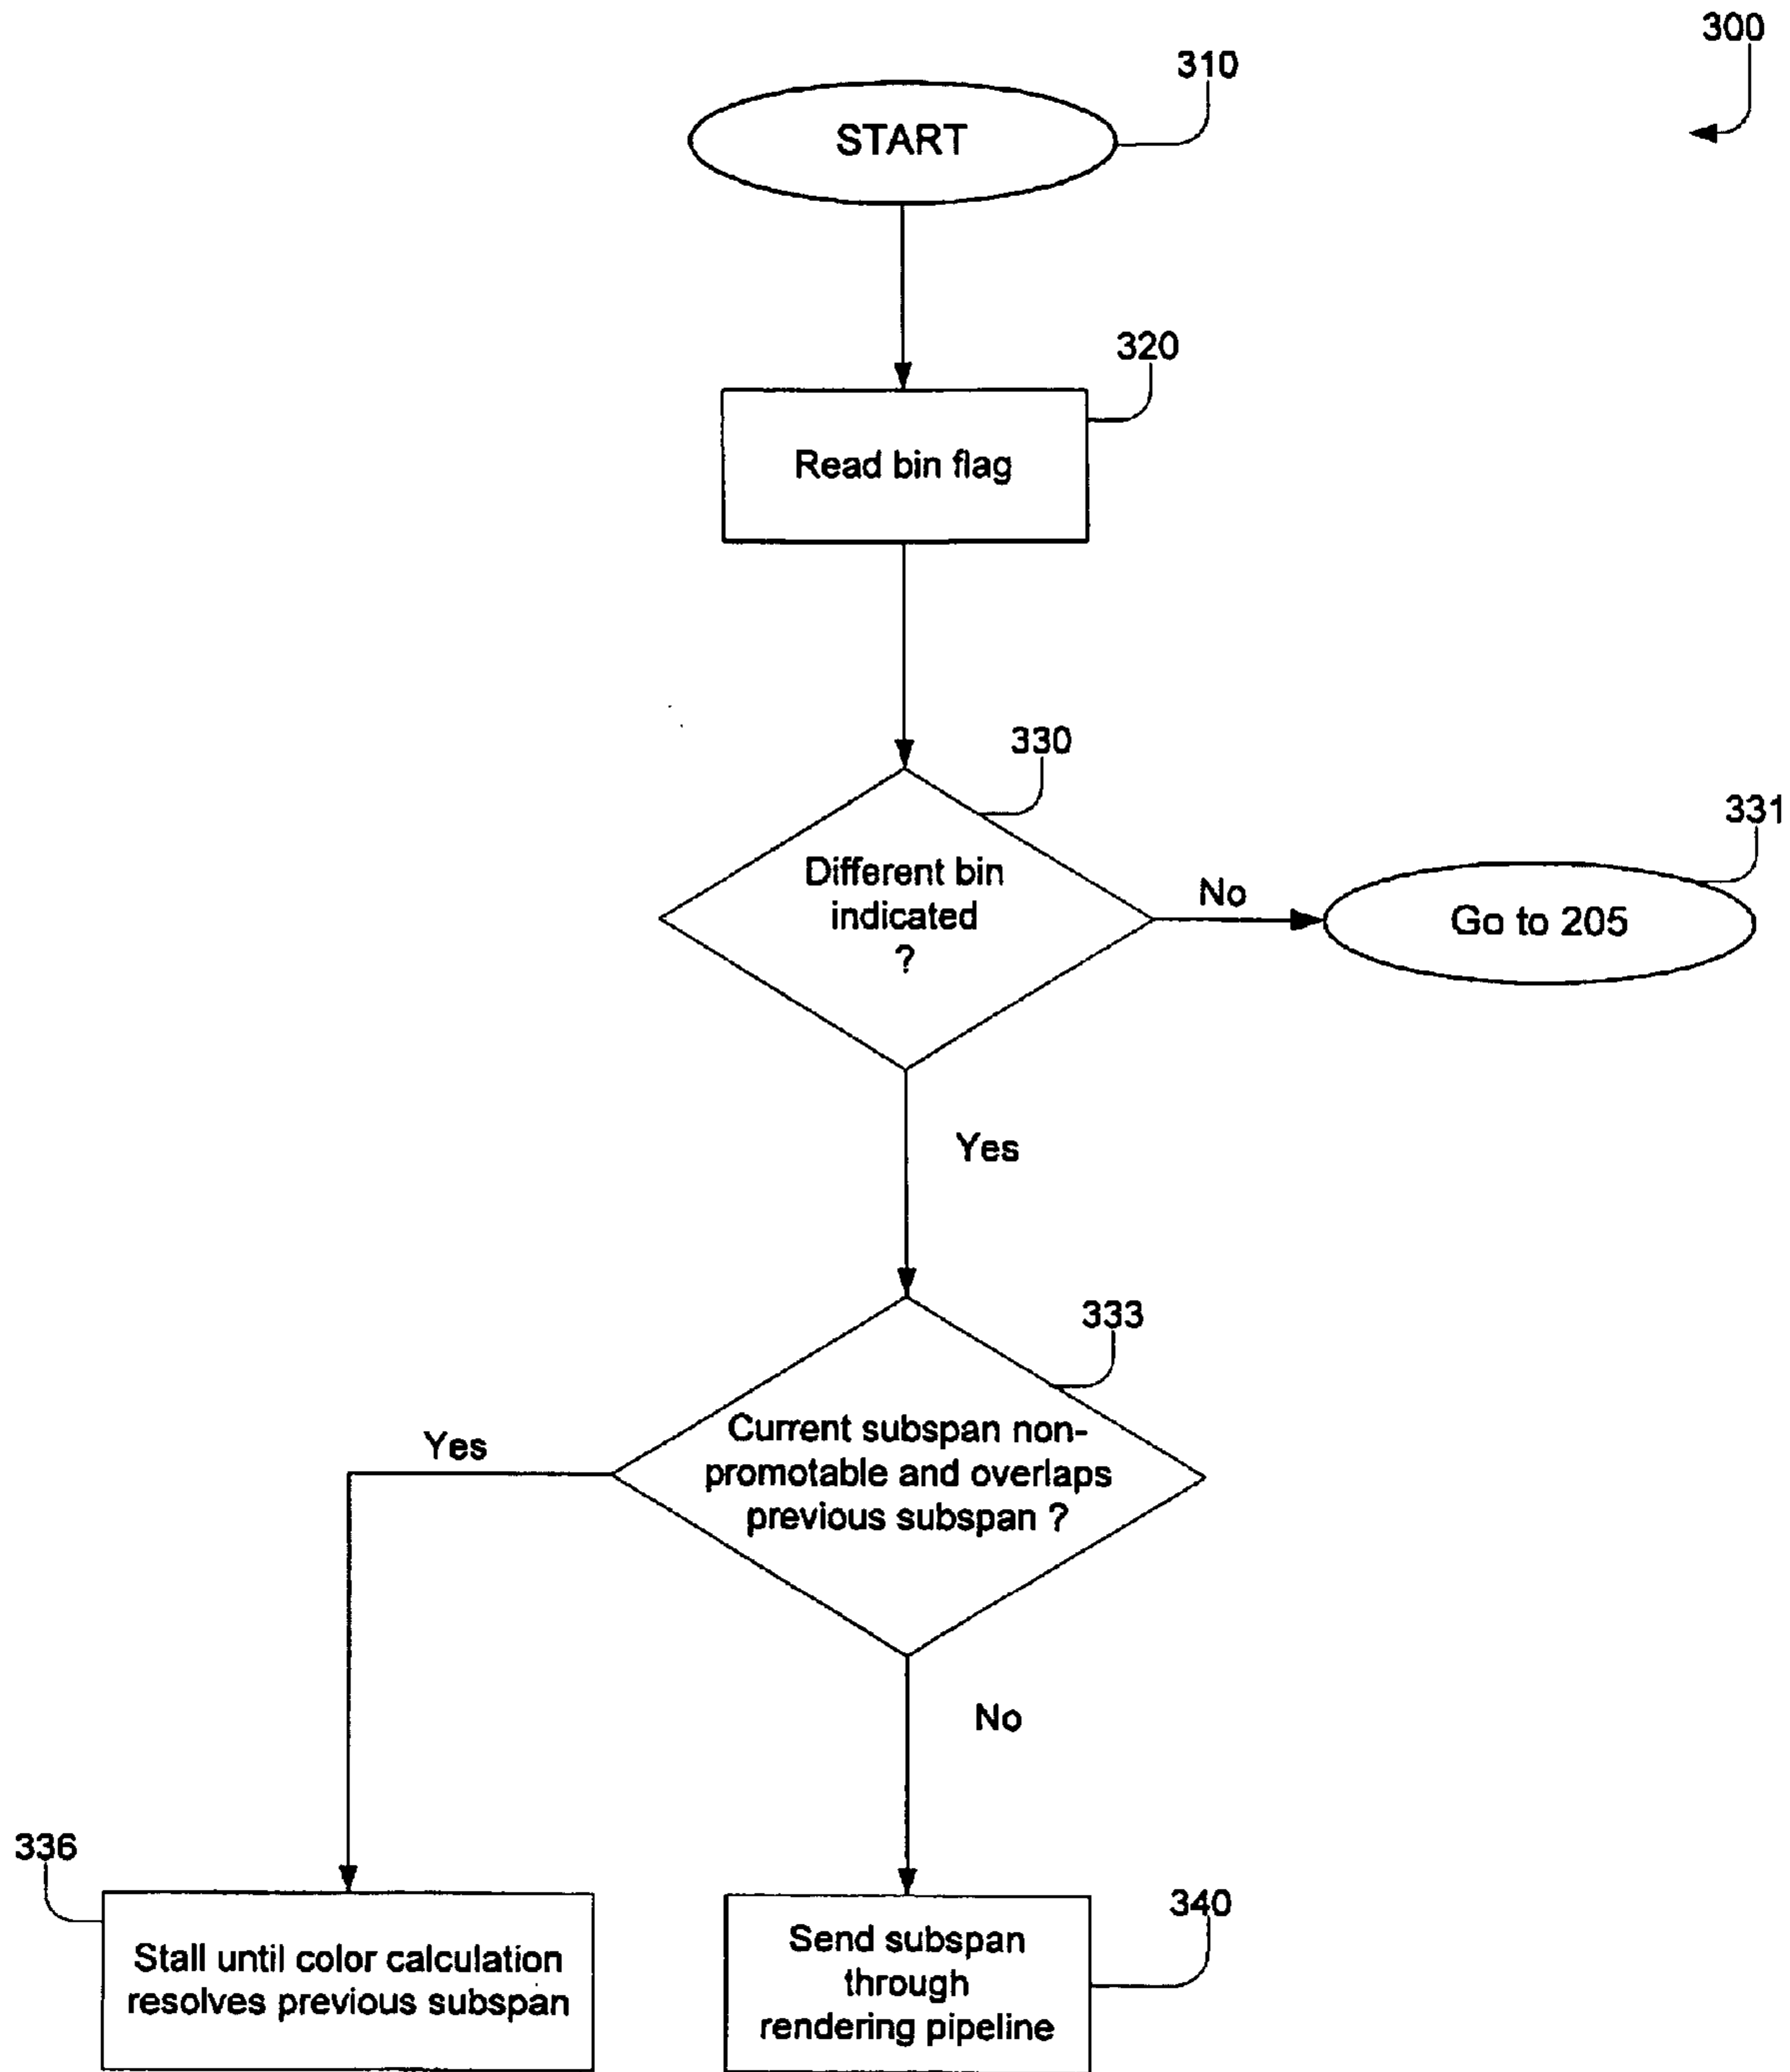 300
310
START
320
Read bin flag
330
331
Different bin
indicated
?
No
Go to 205
Yes
333
Yes
Current subspan non-
promotable and overlaps
previous subspan ?
No
336
340
Stall until color calculation
resolves previous subspan
Send subspan
through
rendering pipeline